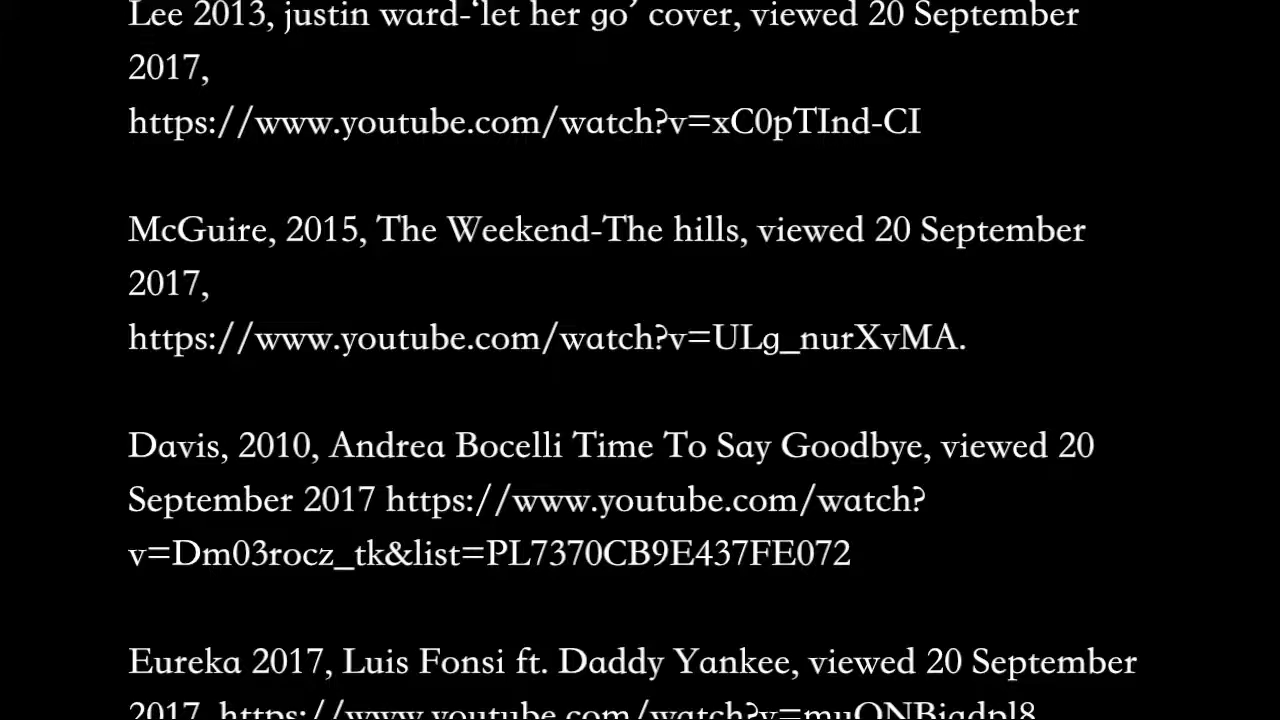 Lee 2013, justin ward-‘let her go’ cover, viewed 20 September
2017,
https://www.youtube.com/watch?v=xC0pTInd-CI
McGuire, 2015, The Weekend-The hills, viewed 20 September
2017,
https://www.youtube.com/watch?v=ULg_nurXvMA.
Davis, 2010, Andrea Bocelli Time To Say Goodbye, viewed 20
September 2017 https://www.youtube.com/watch?
v=Dm03rocz_tk&list=PL7370CB9E437FE072
Eureka 2017, Luis Fonsi ft. Daddy Yankee, viewed 20 September
2017,